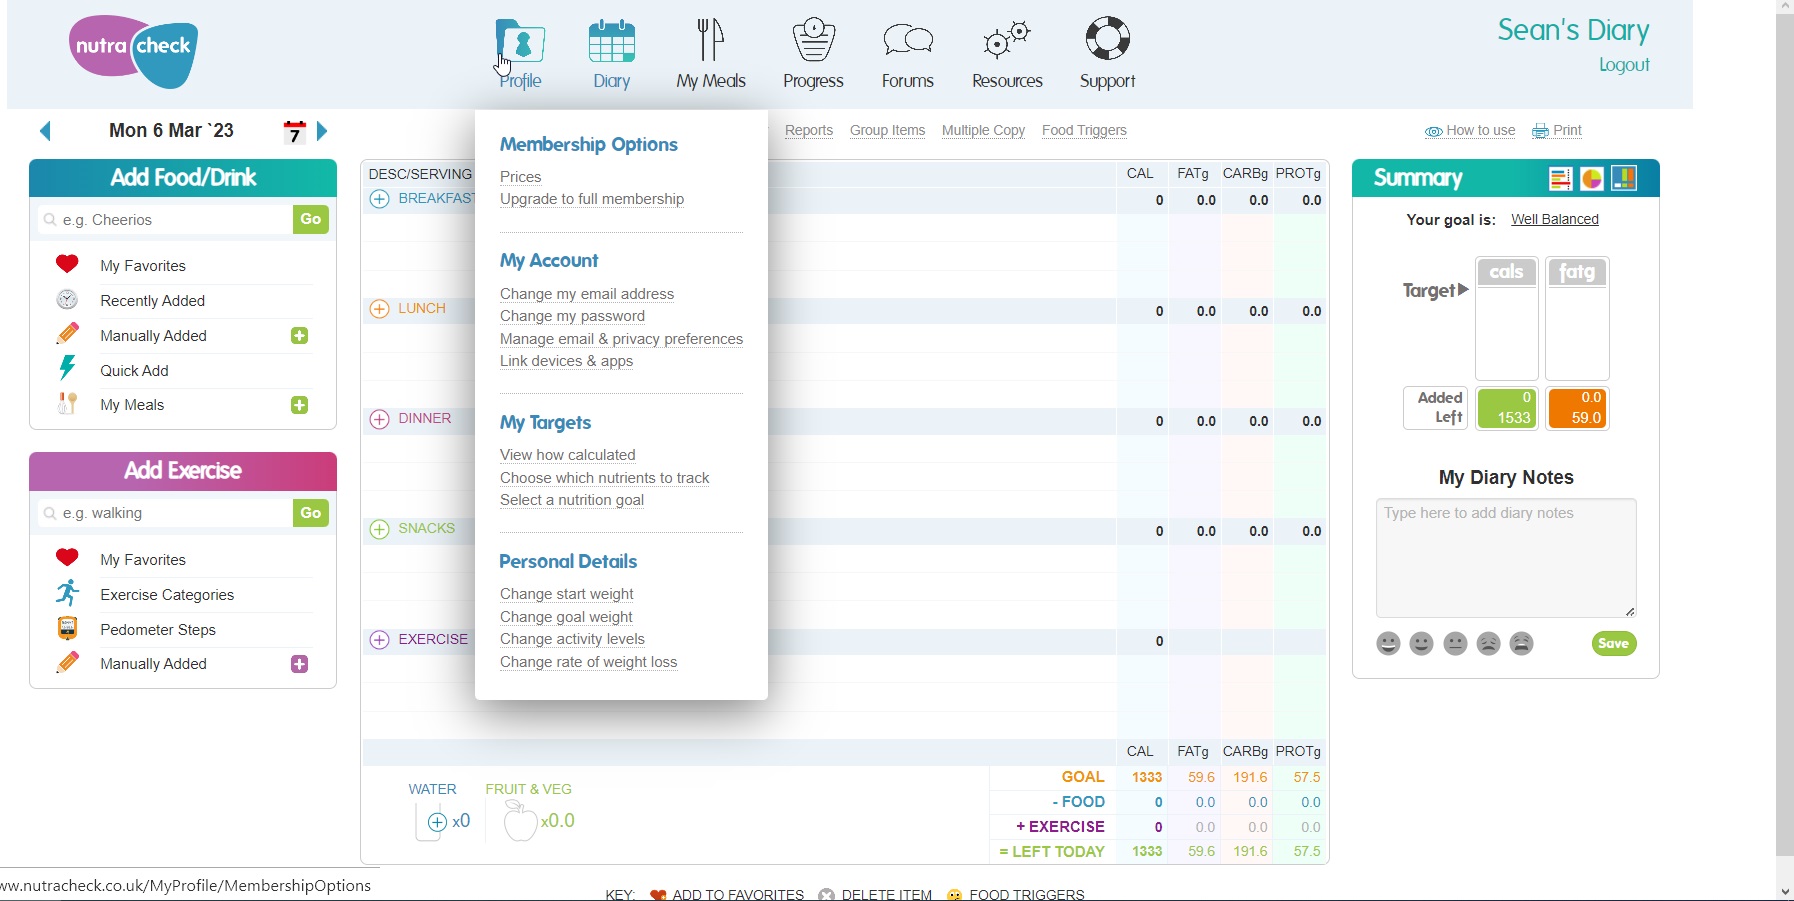 nutra check
Profile
Diary
My Meals
Progress
Forums
Resources
Support
Sean's Diary
Logout
Mon 6 Mar `23
7
Reports
Group Items
Multiple Copy
Food Triggers
How to use
Print
Add Food/Drink
e.g. Cheerios
Go
My Favorites
Recently Added
Manually Added
Quick Add
My Meals
Add Exercise
e.g. walking
Go
My Favorites
Exercise Categories
Pedometer Steps
Manually Added
Membership Options
Prices
Upgrade to full membership
My Account
Change my email address
Change my password
Manage email & privacy preferences
Link devices & apps
My Targets
View how calculated
Choose which nutrients to track
Select a nutrition goal
Personal Details
Change start weight
Change goal weight
Change activity levels
Change rate of weight loss
DESC/SERVING CAL FATg CARBg PROTg
BREAKFAST 0 0.0 0.0 0.0
LUNCH 0 0.0 0.0 0.0
DINNER 0 0.0 0.0 0.0
SNACKS 0 0.0 0.0 0.0
EXERCISE 0
CAL FATg CARBg PROTg
GOAL 1333 59.6 191.6 57.5
- FOOD 0 0.0 0.0 0.0
+ EXERCISE 0 0.0 0.0 0.0
= LEFT TODAY 1333 59.6 191.6 57.5
WATER
x0
FRUIT & VEG
x0.0
Summary
Your goal is: Well Balanced
cals fatg
Target
Added 0 0.0
Left 1533 59.0
My Diary Notes
Type here to add diary notes
Save
ww.nutracheck.co.uk/MyProfile/MembershipOptions
KEY: ADD TO FAVORITES DELETE ITEM FOOD TRIGGERS